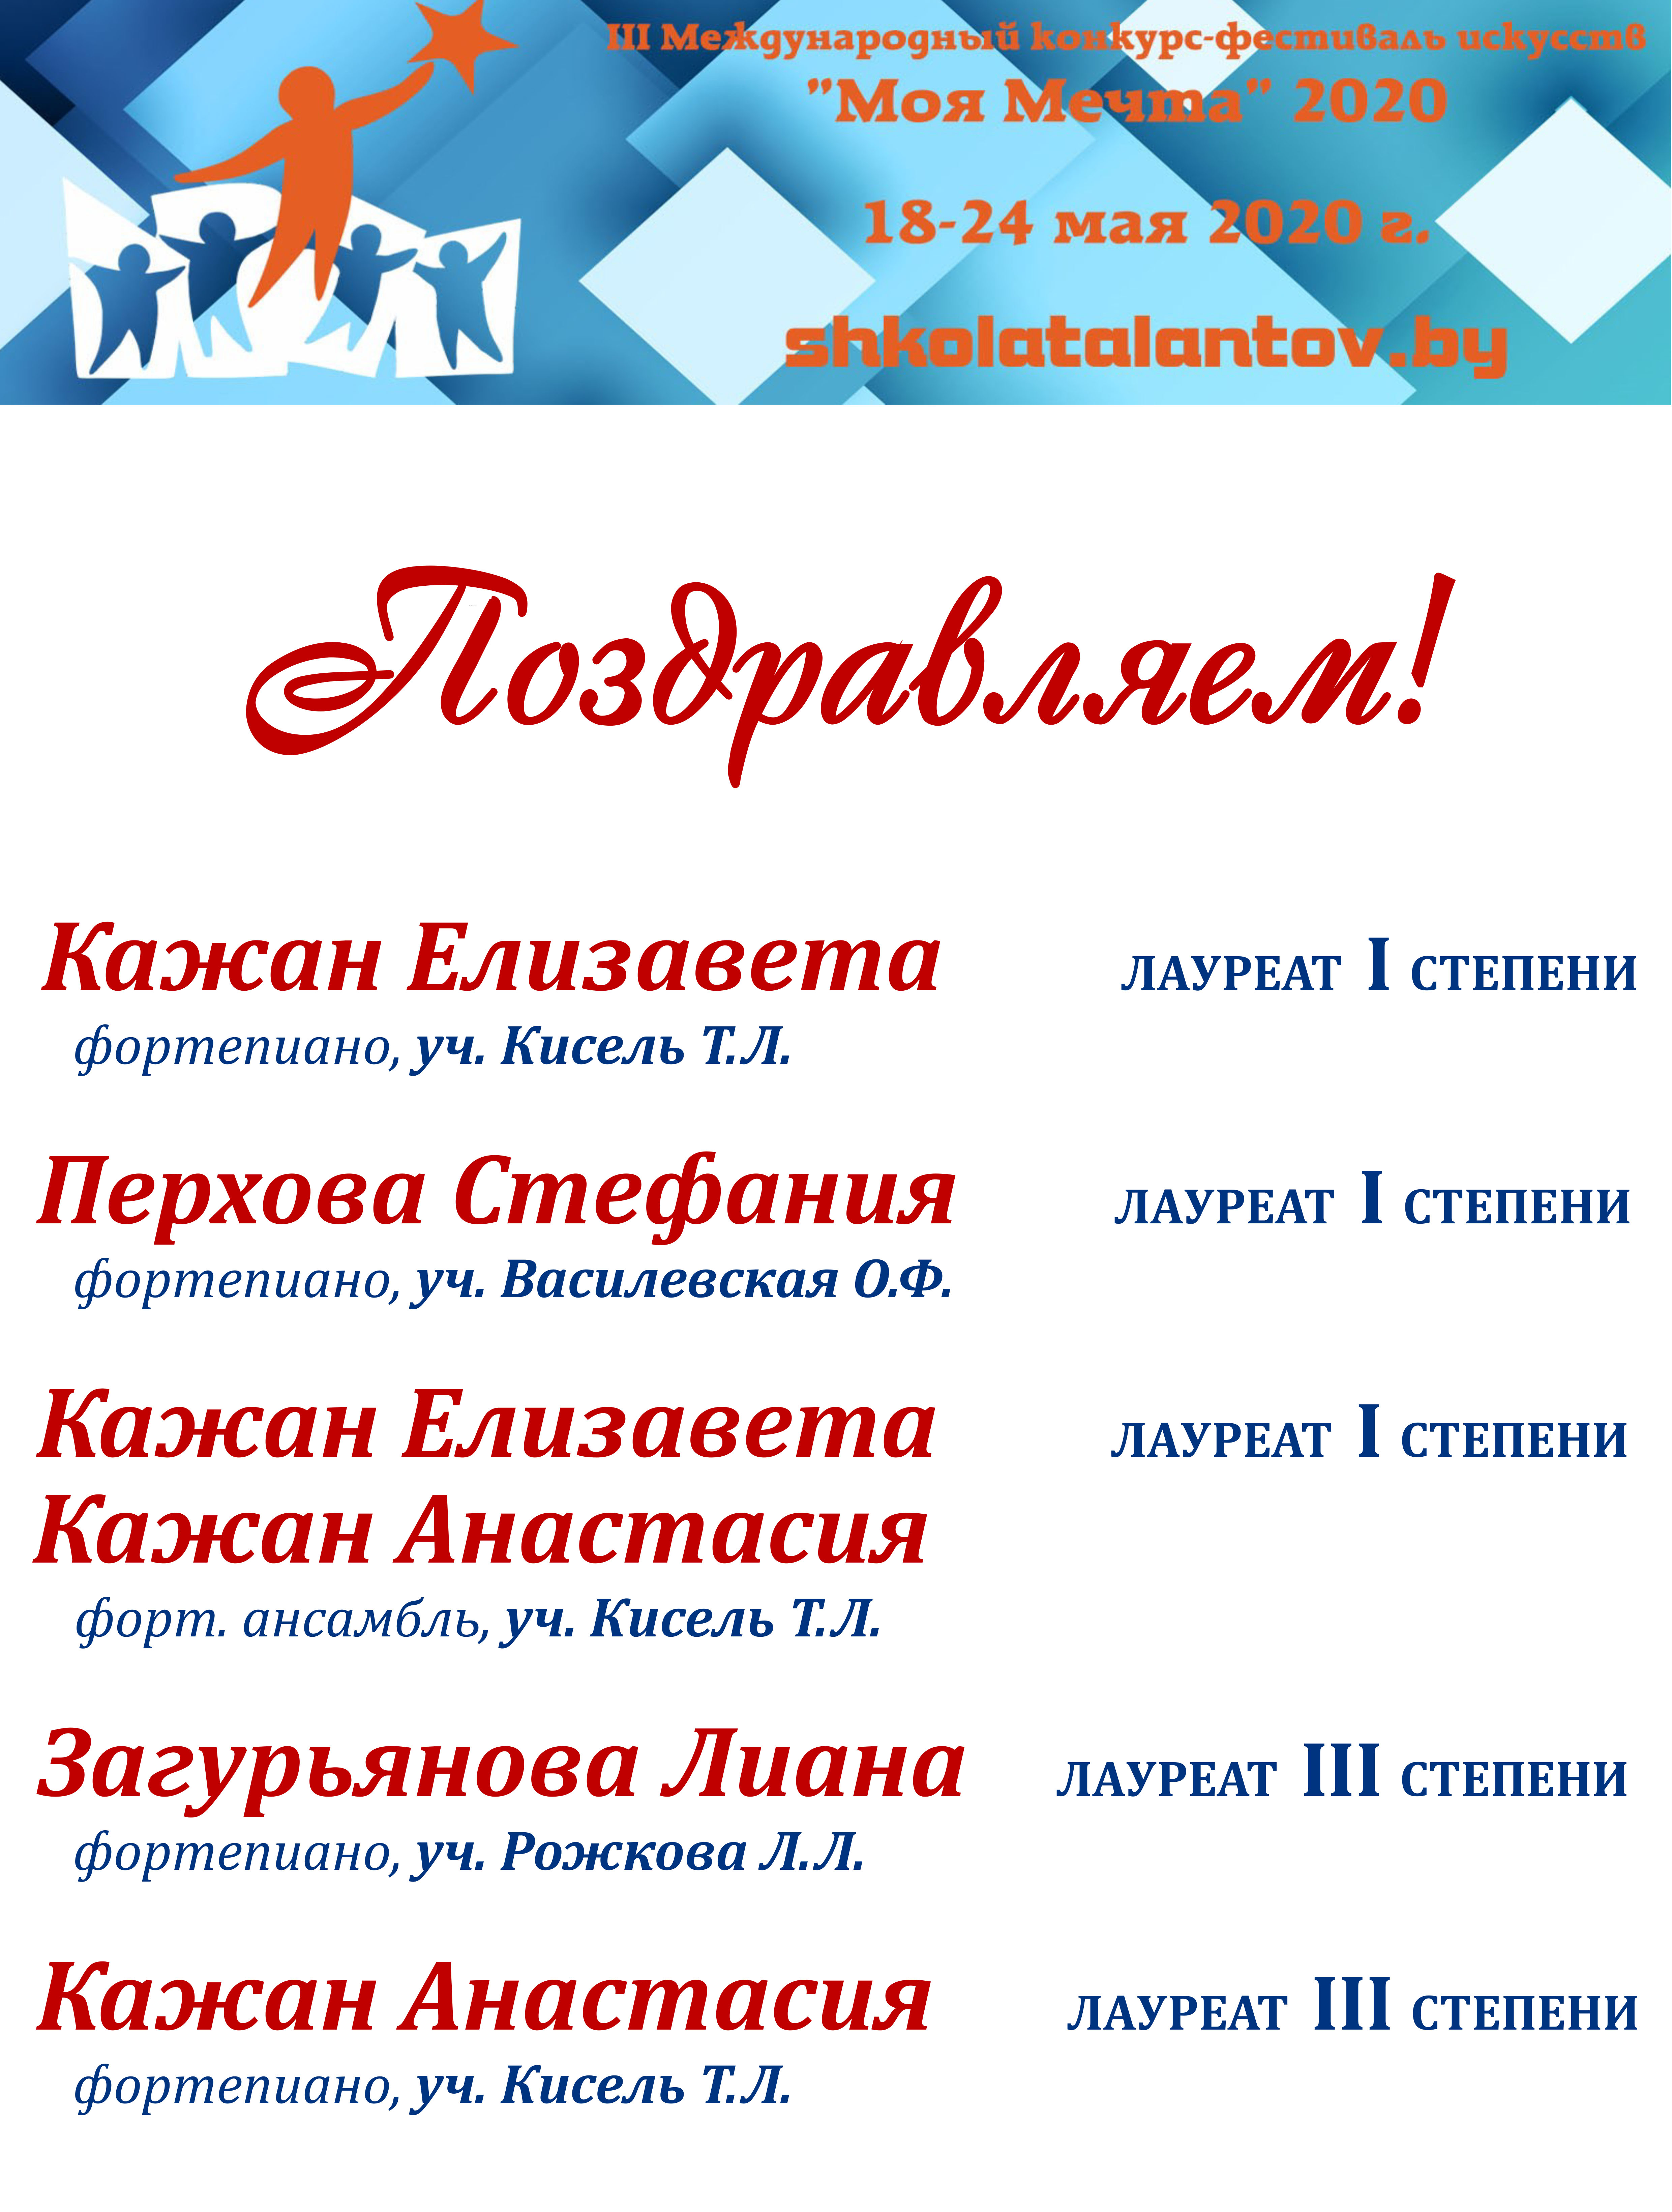 III Международный конкурс-фестиваль искусств
"Моя Мечта" 2020
18-24 мая 2020 г.
shkolatalantov.by
Поздравляем!
Кажан Елизавета ЛАУРЕАТ I СТЕПЕНИ
фортепиано, уч. Кисель Т.Л.
Перхова Стефания ЛАУРЕАТ I СТЕПЕНИ
фортепиано, уч. Василевская О.Ф.
Кажан Елизавета ЛАУРЕАТ I СТЕПЕНИ
Кажан Анастасия
форт. ансамбль, уч. Кисель Т.Л.
Загурьянова Лиана ЛАУРЕАТ III СТЕПЕНИ
фортепиано, уч. Рожкова Л.Л.
Кажан Анастасия ЛАУРЕАТ III СТЕПЕНИ
фортепиано, уч. Кисель Т.Л.